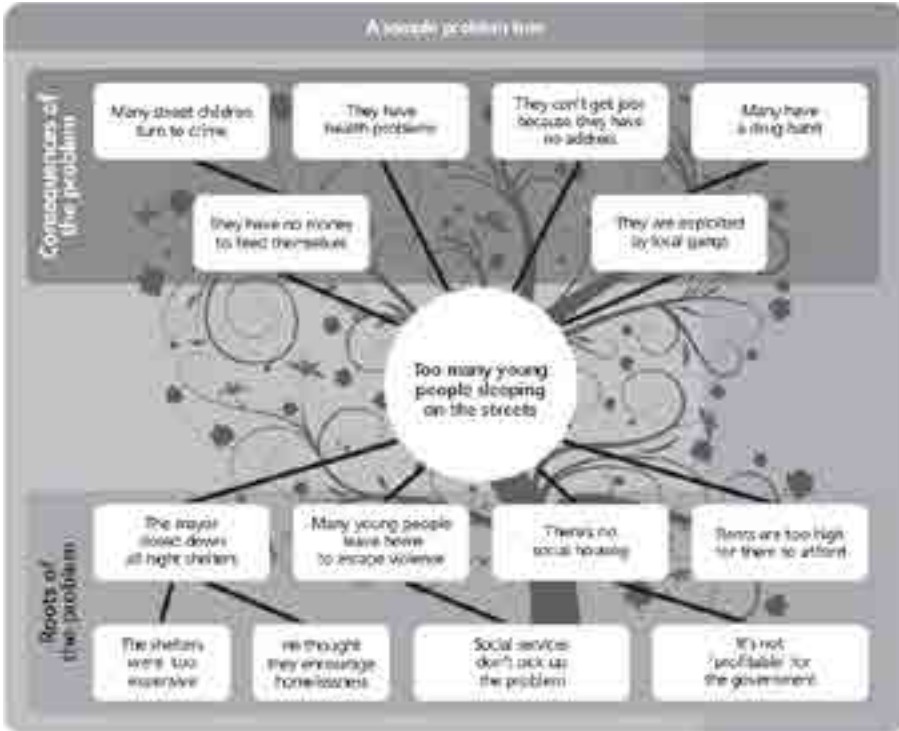 A sample problem tree
Consequences of
the problem
Many street children
turn to crime
They have
health problems
They can't get jobs
because they have
no address
Many have
a drug habit
They have no money
to feed themselves
They are exploited
by local gangs
Too many young
people sleeping
on the streets
Roots of
the problem
The mayor
closed down
all night shelters
Many young people
leave home
to escape violence
There's no
social housing
Rents are too high
for them to afford
The shelters
were too
expensive
He thought
they encourage
homelessness
Social services
don't pick up
the problem
It's not
'profitable' for
the government